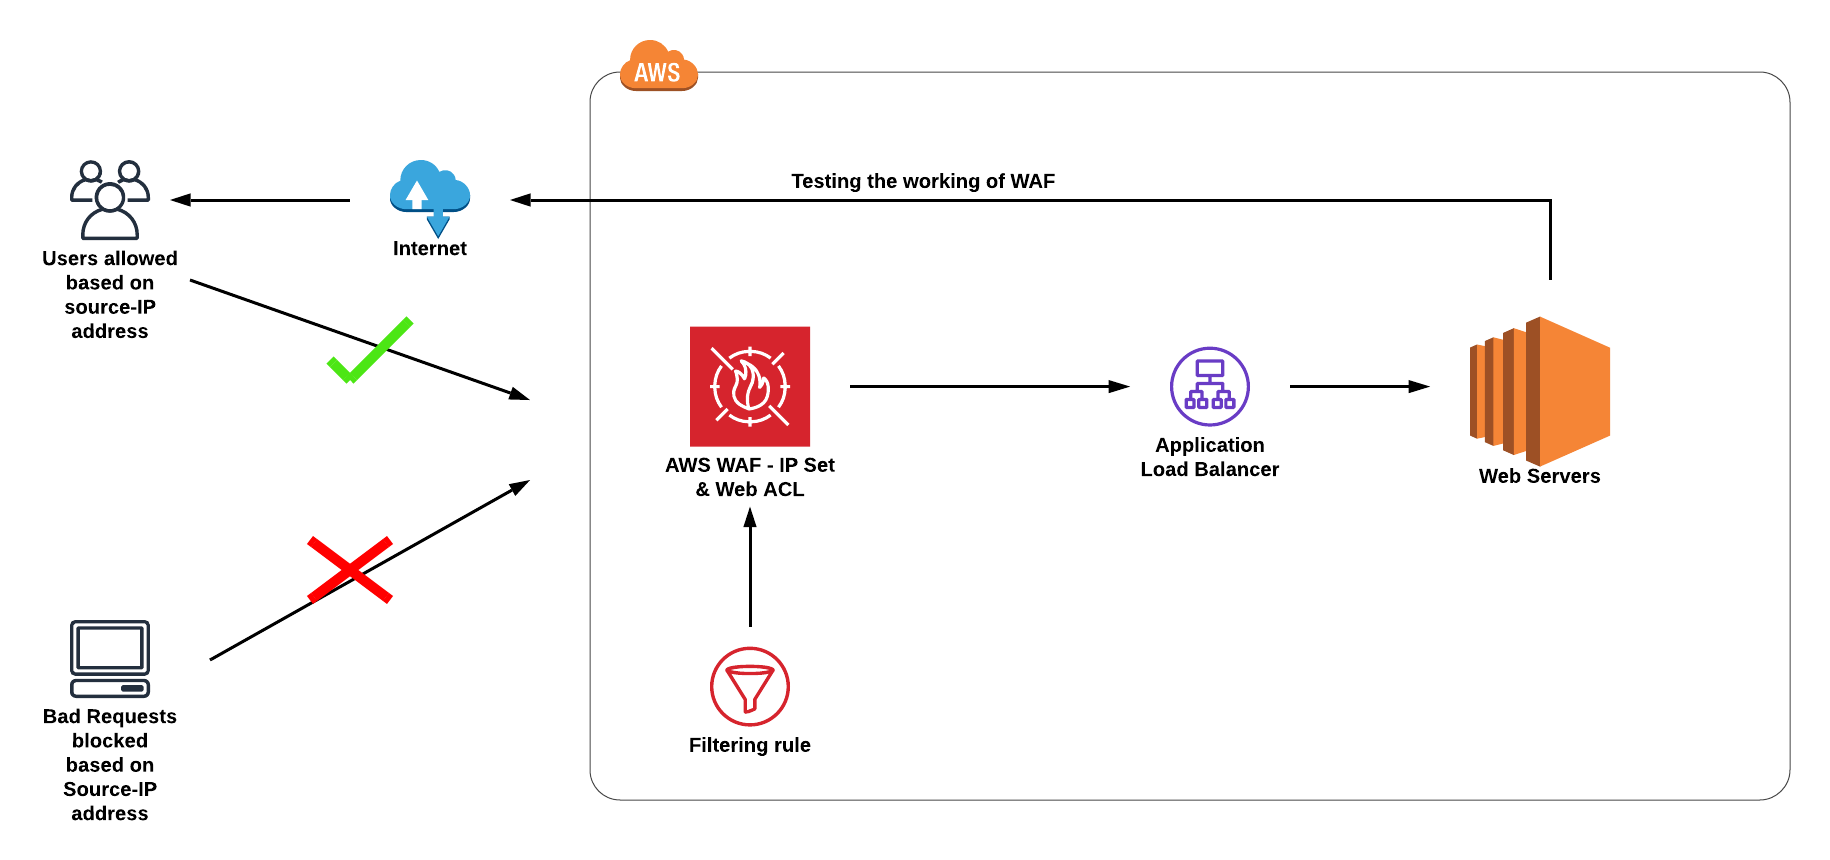 AWS
Testing the working of WAF
Internet
Users allowed
based on
source-IP
address
AWS WAF - IP Set
& Web ACL
Application
Load Balancer
Web Servers
Filtering rule
Bad Requests
blocked
based on
Source-IP
address